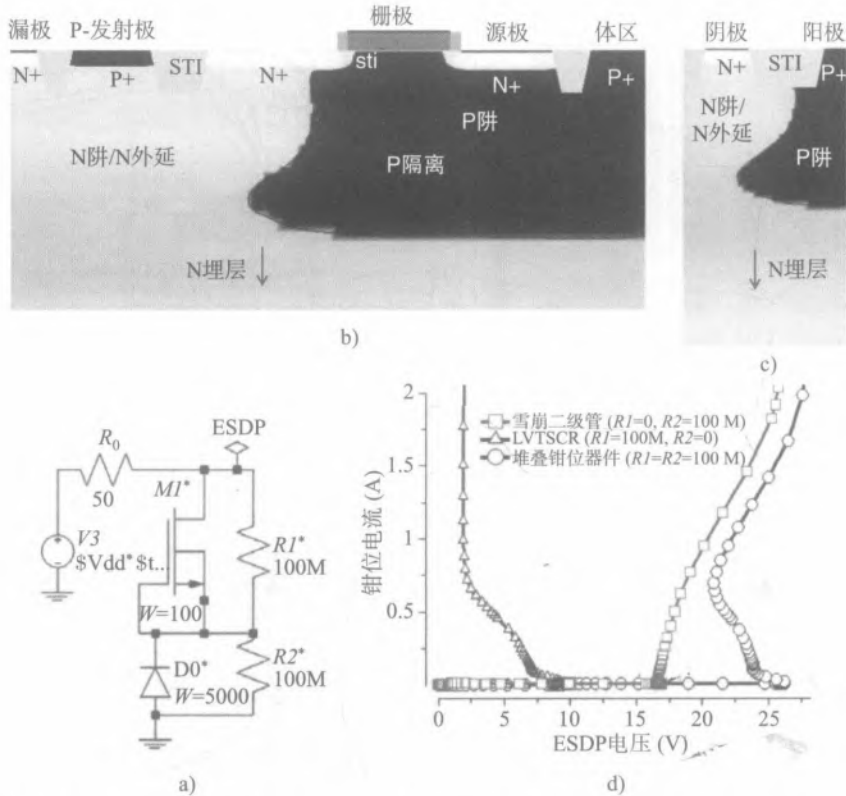 漏极 P-发射极 栅极 源极 体区
N+ P+ STI N+ sti N+ P+
P阱
N阱/N外延 P隔离
N埋层
b)
阴极 阳极
N+ STI P+
N阱/
N外延
P阱
N埋层
c)
ESDP
R0
50
M1*
V3
$Vdd* $t...
R1*
100M
W=100
D0*
W=5000
R2*
100M
a)
2
1.5
1
0.5
钳位电流 (A)
雪崩二级管 (R1=0, R2=100 M)
LVTSCR (R1=100M, R2=0)
堆叠钳位器件 (R1=R2=100 M)
0 5 10 15 20 25
ESDP电压 (V)
d)